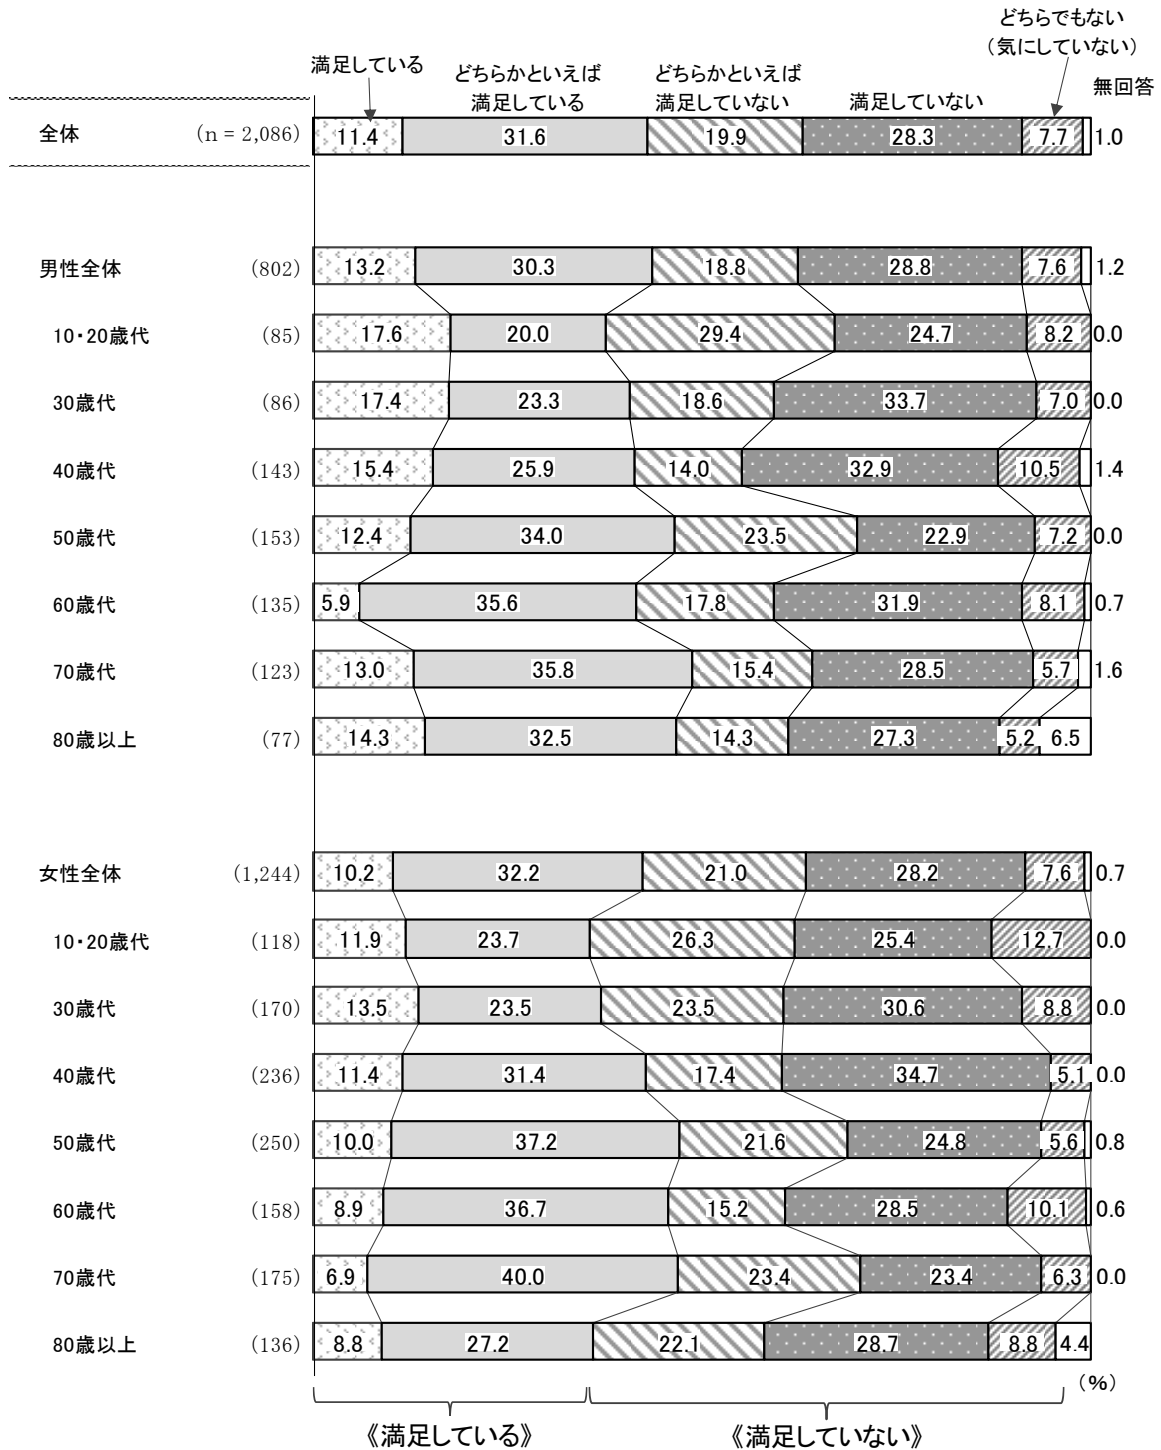 どちらでもない
（気にしていない）
満足している
どちらかといえば
満足している
どちらかといえば
満足していない
満足していない
無回答
全体 (n = 2,086) 11.4 31.6 19.9 28.3 7.7 1.0
男性全体 (802) 13.2 30.3 18.8 28.8 7.6 1.2
10・20歳代 (85) 17.6 20.0 29.4 24.7 8.2 0.0
30歳代 (86) 17.4 23.3 18.6 33.7 7.0 0.0
40歳代 (143) 15.4 25.9 14.0 32.9 10.5 1.4
50歳代 (153) 12.4 34.0 23.5 22.9 7.2 0.0
60歳代 (135) 5.9 35.6 17.8 31.9 8.1 0.7
70歳代 (123) 13.0 35.8 15.4 28.5 5.7 1.6
80歳以上 (77) 14.3 32.5 14.3 27.3 5.2 6.5
女性全体 (1,244) 10.2 32.2 21.0 28.2 7.6 0.7
10・20歳代 (118) 11.9 23.7 26.3 25.4 12.7 0.0
30歳代 (170) 13.5 23.5 23.5 30.6 8.8 0.0
40歳代 (236) 11.4 31.4 17.4 34.7 5.1 0.0
50歳代 (250) 10.0 37.2 21.6 24.8 5.6 0.8
60歳代 (158) 8.9 36.7 15.2 28.5 10.1 0.6
70歳代 (175) 6.9 40.0 23.4 23.4 6.3 0.0
80歳以上 (136) 8.8 27.2 22.1 28.7 8.8 4.4
(%)
《満足している》 《満足していない》